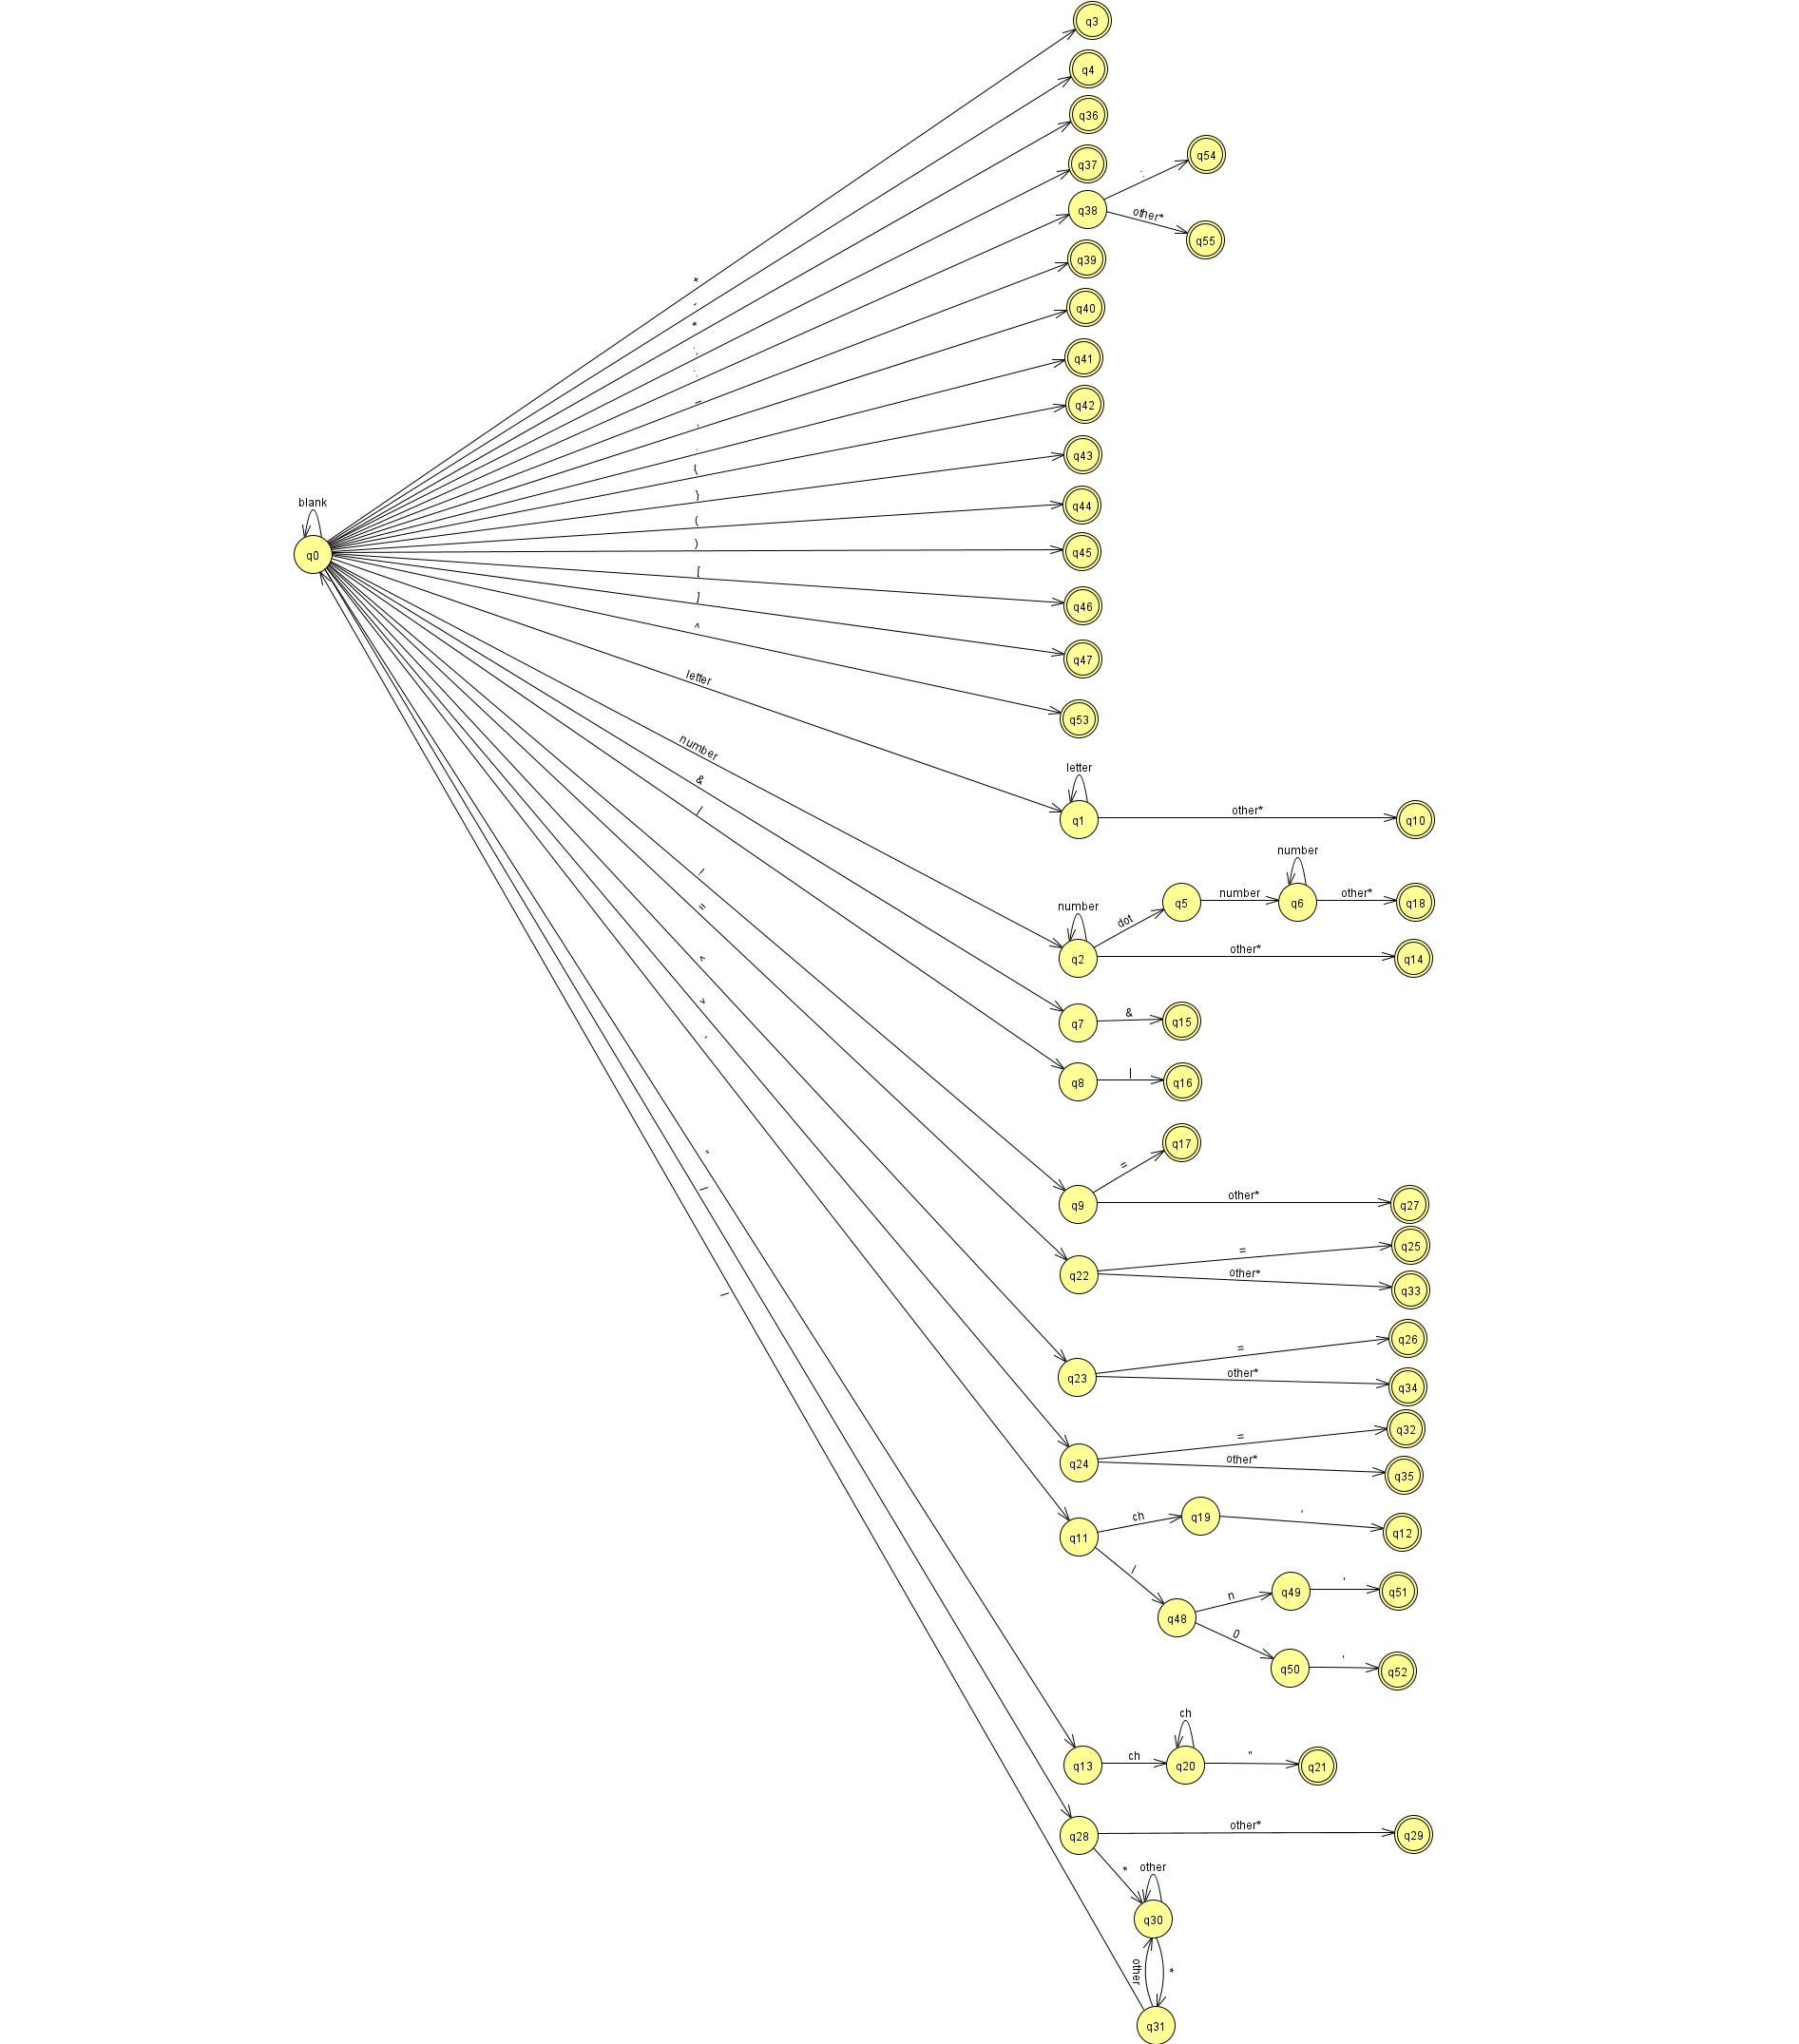 q3
q4
q36
q54
q37
:
q38
other*
q55
q39
+
q40
-
*
;
q41
:
q42
.
q43
{
}
blank
q44
(
q0
)
q45
[
q46
]
^
q47
letter
q53
number
letter
&
q1
other*
q10
number
number
other*
q5
q6
q18
number
dot
q2
other*
q14
=
<
>
&
q7
q15
|
q8
q16
q17
=
"
/
q9
other*
q27
=
q25
q22
other*
q33
/
q26
=
q23
other*
q34
q32
=
q24
other*
q35
ch
q19
'
q12
q11
/
n
q49
'
q51
q48
0
q50
'
q52
ch
q13
ch
q20
"
q21
q28
other*
q29
*
other
q30
other
*
q31